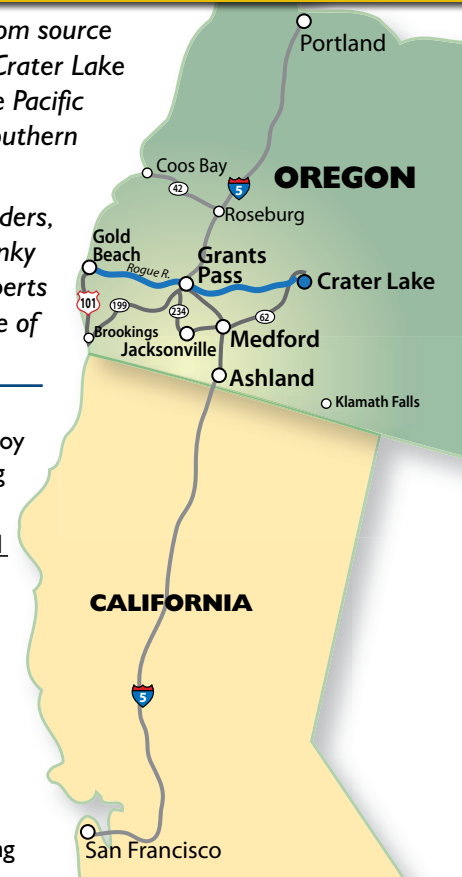 om source
Crater Lake
e Pacific
outhern
ders,
nky
perts
e of
oy
g
l
ng
Portland
Coos Bay
42
5
OREGON
Roseburg
Gold
Beach
Rogue R.
Grants
Pass
Crater Lake
101
199
234
62
Brookings
Jacksonville
Medford
Ashland
Klamath Falls
CALIFORNIA
5
San Francisco